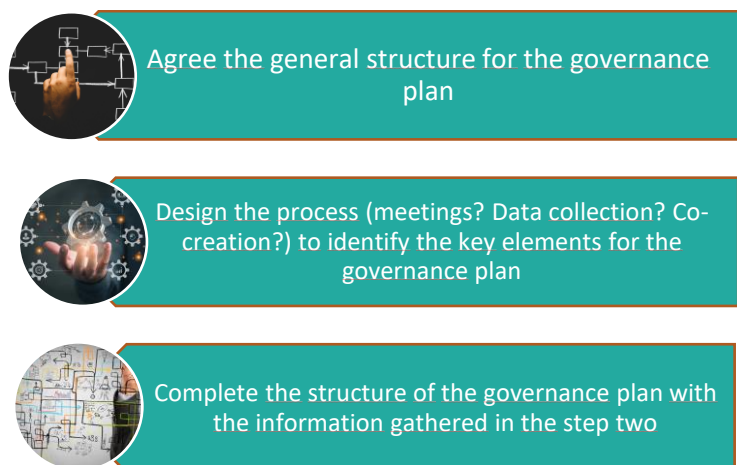 Agree the general structure for the governance
plan
Design the process (meetings? Data collection? Co-
creation?) to identify the key elements for the
governance plan
Complete the structure of the governance plan with
the information gathered in the step two